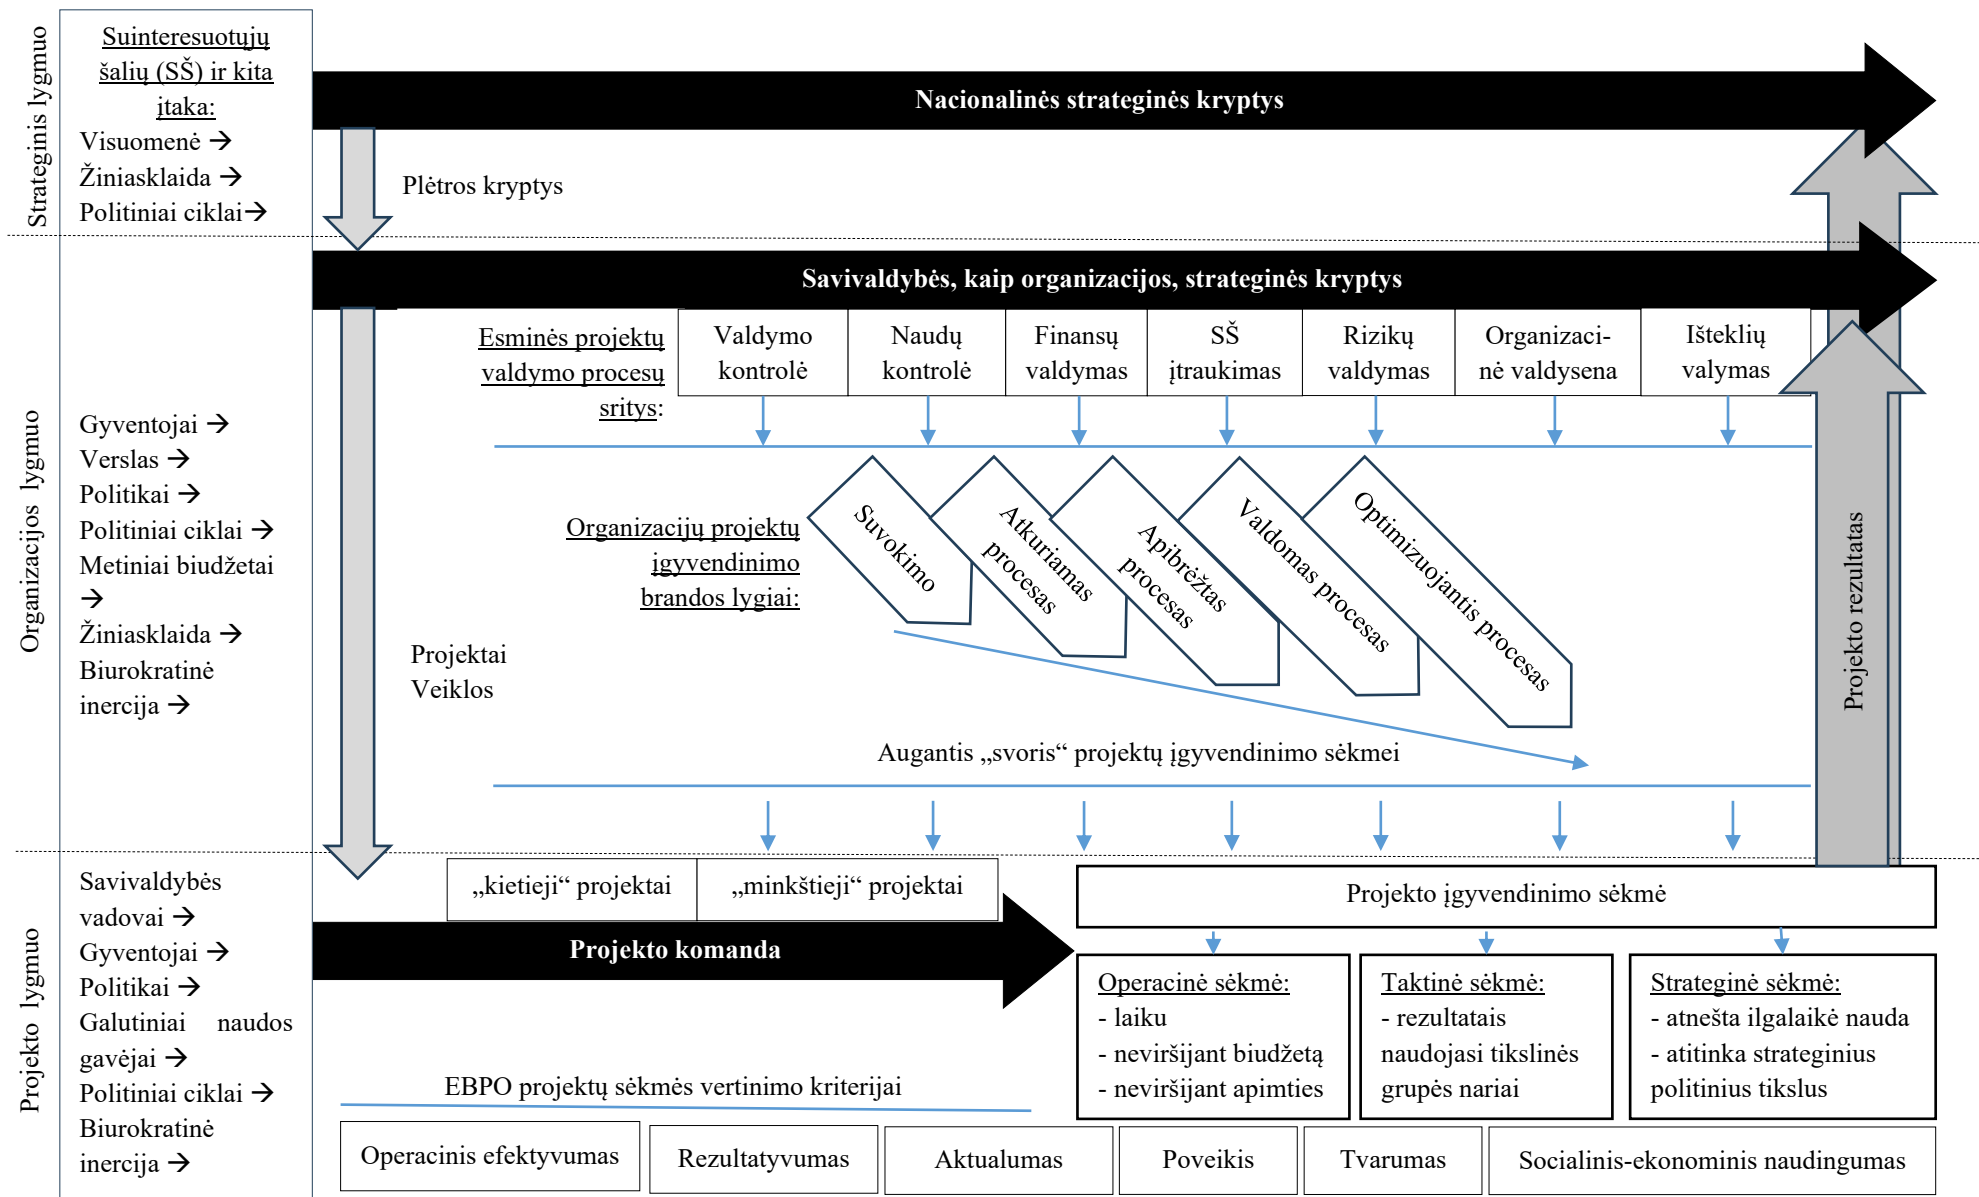 Strateginis lygmuo
Suinteresuotųjų
šalių (SŠ) ir kita
įtaka:
Visuomenė →
Žiniasklaida →
Politiniai ciklai→
Nacionalinės strateginės kryptys
Plėtros kryptys
Organizacijos lygmuo
Gyventojai →
Verslas →
Politikai →
Politiniai ciklai →
Metiniai biudžetai
→
Žiniasklaida →
Biurokratinė
inercija →
Savivaldybės, kaip organizacijos, strateginės kryptys
Esminės projektų
valdymo procesų
sritys:
Valdymo
kontrolė
Naudų
kontrolė
Finansų
valdymas
SŠ
įtraukimas
Rizikų
valdymas
Organizaci-
nė valdysena
Išteklių
valymas
Organizacijų projektų
įgyvendinimo
brandos lygiai:
Suvokimo
Atkuriamas
procesas
Apibrėžtas
procesas
Valdomas procesas
Optimizuojantis procesas
Projektai
Veiklos
Augantis „svoris“ projektų įgyvendinimo sėkmei
Projekto rezultatas
Projekto lygmuo
Savivaldybės
vadovai →
Gyventojai →
Politikai →
Galutiniai naudos
gavėjai →
Politiniai ciklai →
Biurokratinė
inercija →
„kietieji“ projektai
„minkštieji“ projektai
Projekto komanda
Projekto įgyvendinimo sėkmė
Operacinė sėkmė:
- laiku
- neviršijant biudžetą
- neviršijant apimties
Taktinė sėkmė:
- rezultatais
naudojasi tikslinės
grupės nariai
Strateginė sėkmė:
- atnešta ilgalaikė nauda
- atitinka strateginius
politinius tikslus
EBPO projektų sėkmės vertinimo kriterijai
Operacinis efektyvumas
Rezultatyvumas
Aktualumas
Poveikis
Tvarumas
Socialinis-ekonominis naudingumas